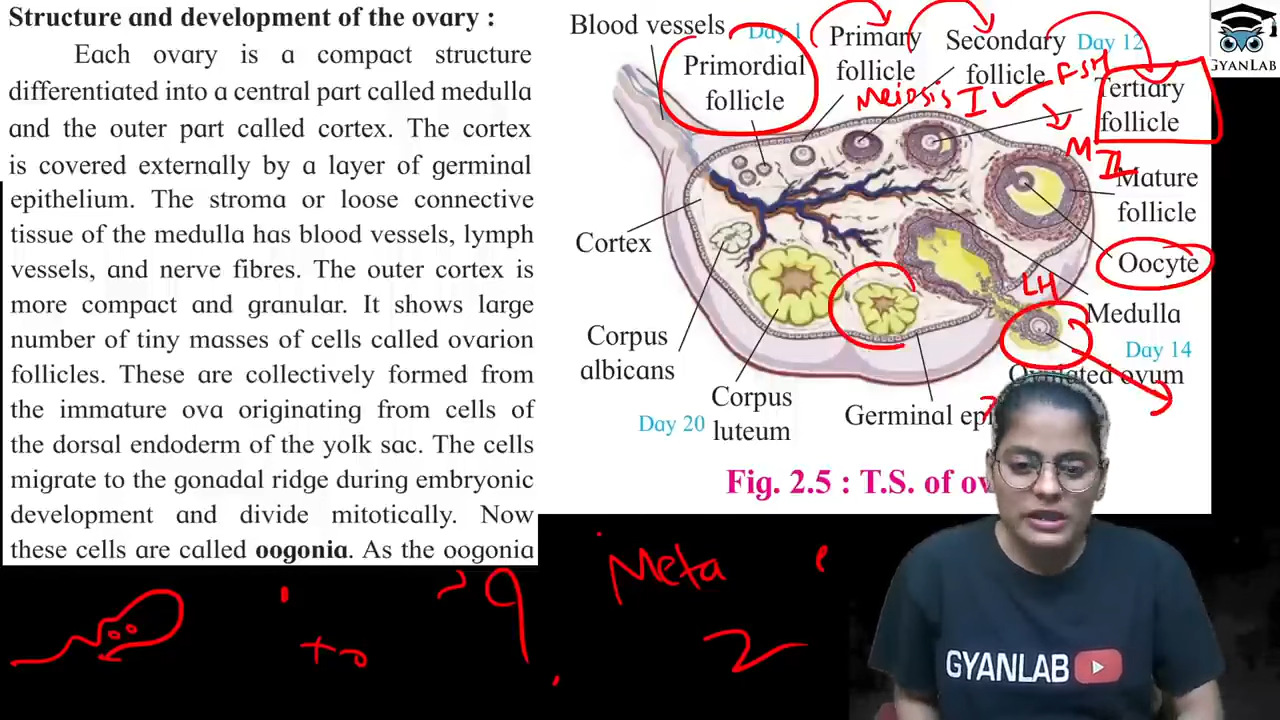 Structure and development of the ovary :
Each ovary is a compact structure
differentiated into a central part called medulla
and the outer part called cortex. The cortex
is covered externally by a layer of germinal
epithelium. The stroma or loose connective
tissue of the medulla has blood vessels, lymph
vessels, and nerve fibres. The outer cortex is
more compact and granular. It shows large
number of tiny masses of cells called ovarion
follicles. These are collectively formed from
the immature ova originating from cells of
the dorsal endoderm of the yolk sac. The cells
migrate to the gonadal ridge during embryonic
development and divide mitotically. Now
these cells are called oogonia. As the oogonia
Blood vessels
Day 1
Primordial
follicle
Primary
follicle
Secondary
follicle
Day 12
Tertiary
follicle
FSH
Meiosis I
M II
Mature
follicle
Cortex
Oocyte
LH
Medulla
Corpus
albicans
Day 14
Ovulated ovum
Day 20
Corpus
luteum
Germinal epi
Fig. 2.5 : T.S. of ov
Meta
2
GYANLAB
GYANLAB